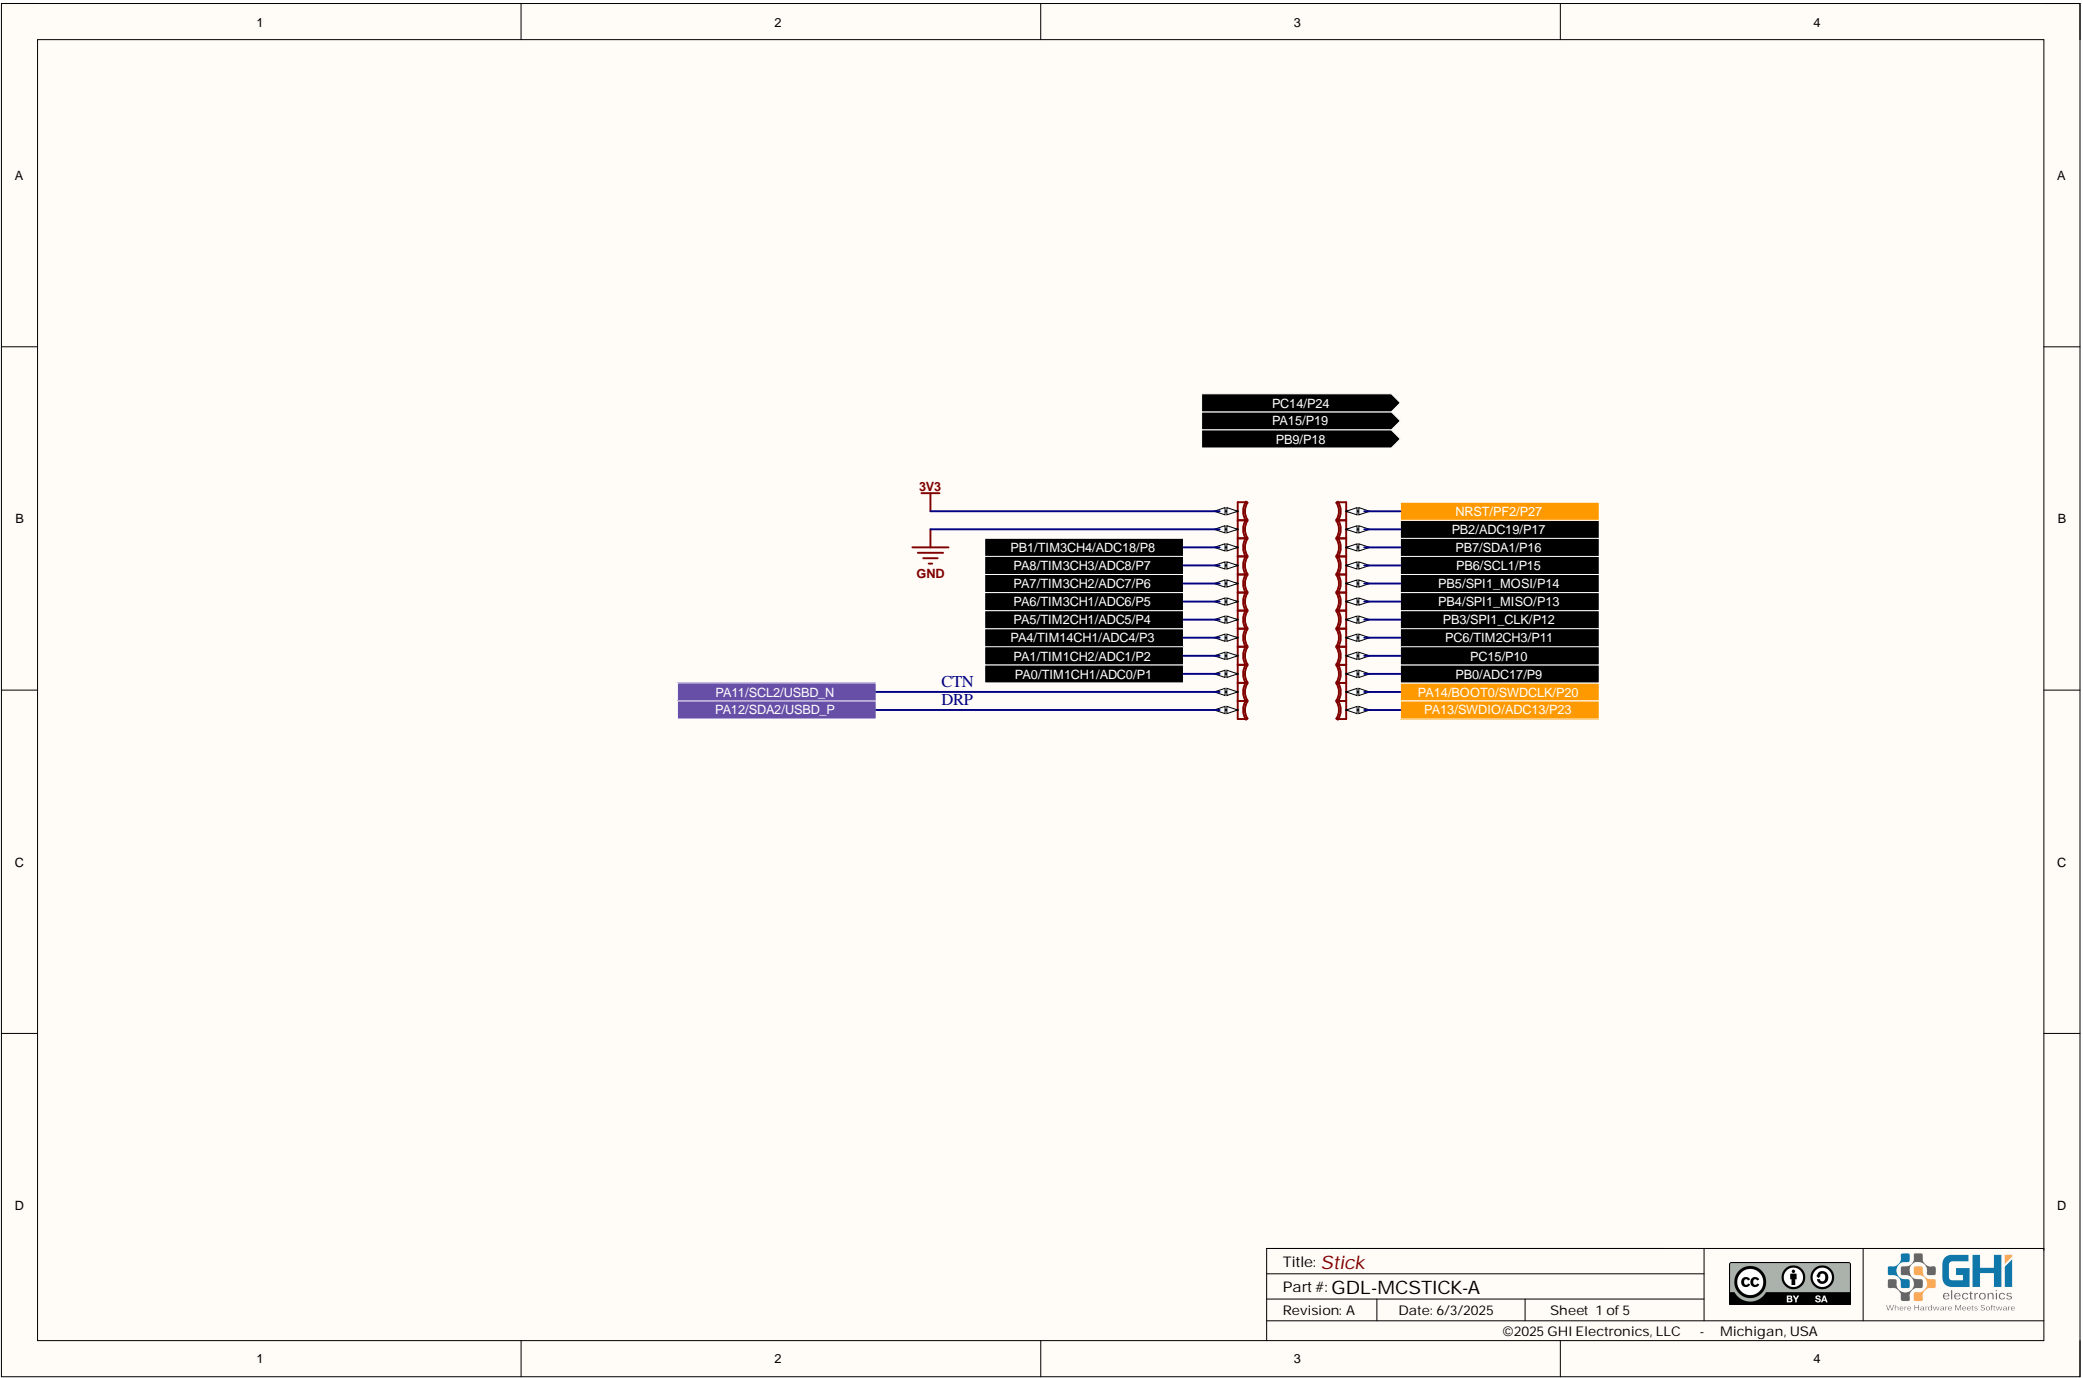 1 2 3 4
A A
PC14/P24
PA15/P19
PB9/P18
3V3
B B
NRST/PF2/P27
PB2/ADC19/P17
PB1/TIM3CH4/ADC18/P8 PB7/SDA1/P16
PA8/TIM3CH3/ADC8/P7 PB6/SCL1/P15
GND
PA7/TIM3CH2/ADC7/P6 PB5/SPI1_MOSI/P14
PA6/TIM3CH1/ADC6/P5 PB4/SPI1_MISO/P13
PA5/TIM2CH1/ADC5/P4 PB3/SPI1_CLK/P12
PA4/TIM14CH1/ADC4/P3 PC6/TIM2CH3/P11
PA1/TIM1CH2/ADC1/P2 PC15/P10
PA0/TIM1CH1/ADC0/P1 PB0/ADC17/P9
CTN
PA11/SCL2/USBD_N PA14/BOOT0/SWDCLK/P20
DRP
PA12/SDA2/USBD_P PA13/SWDIO/ADC13/P23
C C
D D
Title: Stick
Part #: GDL-MCSTICK-A
Revision: A Date: 6/3/2025 Sheet 1 of 5
©2025 GHI Electronics, LLC - Michigan, USA
cc BY SA
GHI
electronics
Where Hardware Meets Software
1 2 3 4